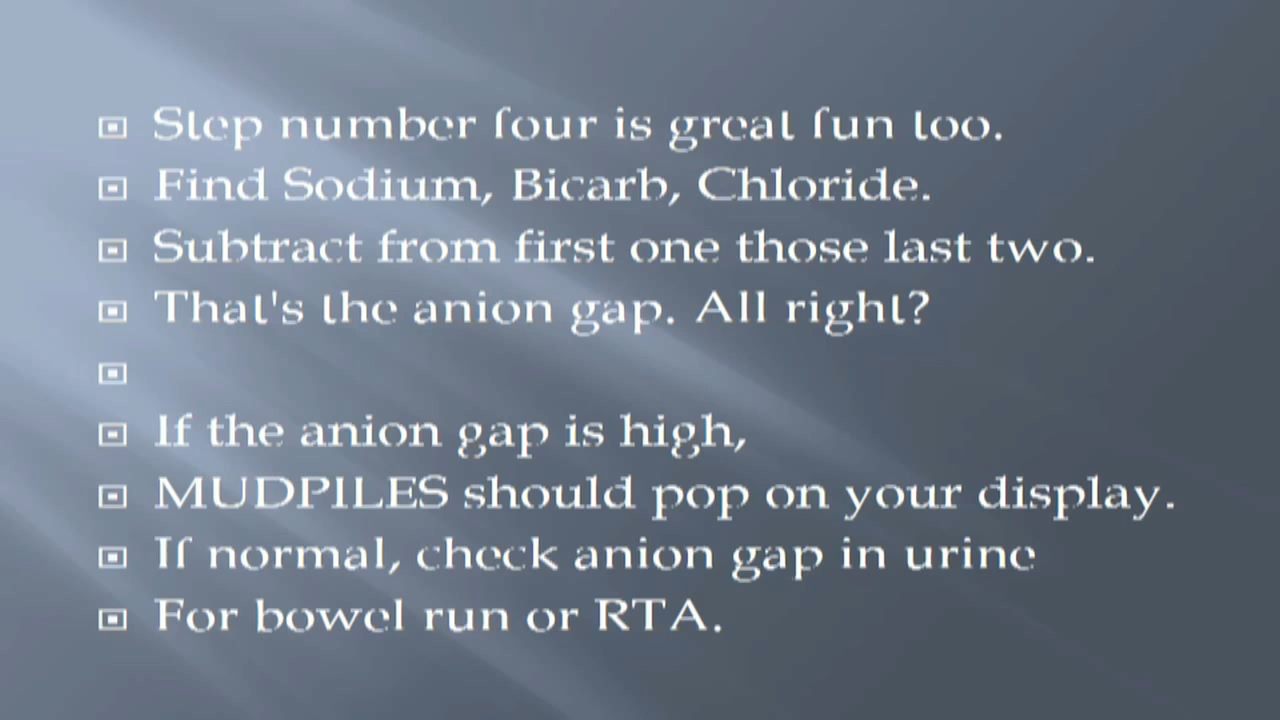 Step number four is great fun too.
Find Sodium, Bicarb, Chloride.
Subtract from first one those last two.
That's the anion gap. All right?
If the anion gap is high,
MUDPILES should pop on your display.
If normal, check anion gap in urine
For bowel run or RTA.